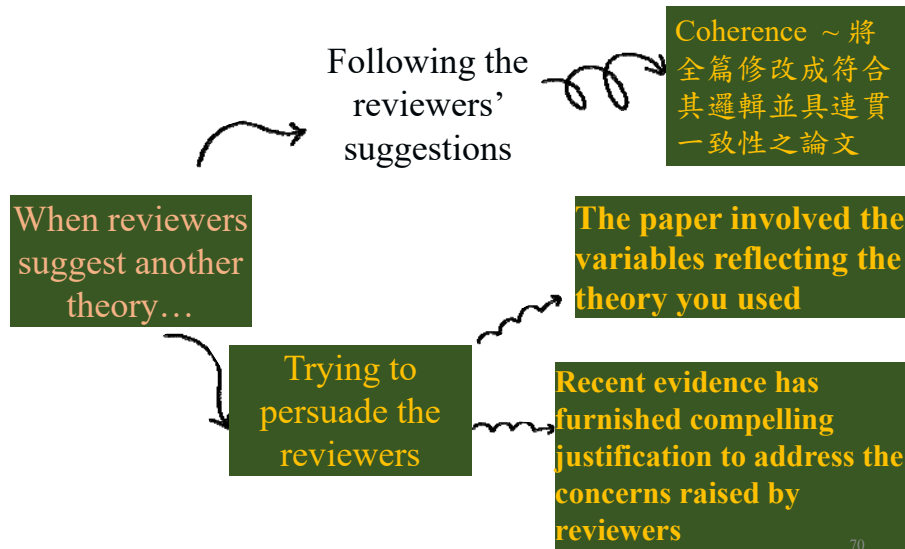 Following the
reviewers’
suggestions
Coherence ~將
全篇修改成符合
其邏輯並具連貫
一致性之論文
When reviewers
suggest another
theory…
The paper involved the
variables reflecting the
theory you used
Trying to
persuade the
reviewers
Recent evidence has
furnished compelling
justification to address the
concerns raised by
reviewers
70